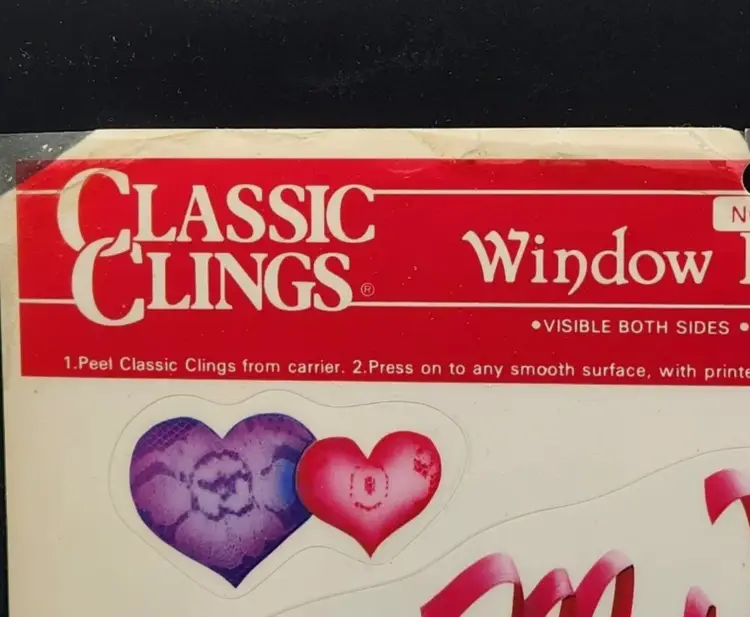 CLASSIC
CLINGS®
Window
•VISIBLE BOTH SIDES •
1.Peel Classic Clings from carrier. 2.Press on to any smooth surface, with